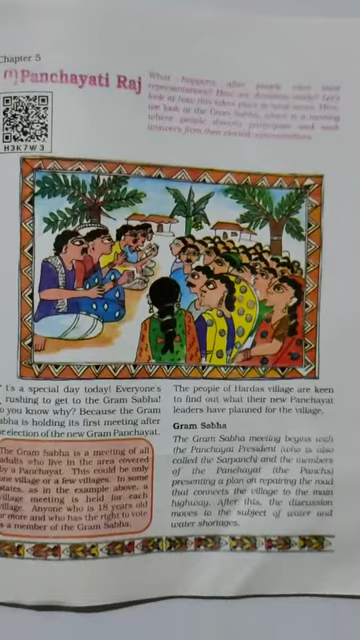 Chapter 5
Panchayati Raj
What happens after people elect their
representatives? How are decisions made? Let's
look at how this takes place in rural areas. Here
we look at the Gram Sabha, which is a meeting
where people directly participate and seek
answers from their elected representatives.
H3K7W3
t's a special day today! Everyone's
rushing to get to the Gram Sabha!
you know why? Because the Gram
abha is holding its first meeting after
e election of the new Gram Panchayat.
The Gram Sabha is a meeting of all
adults who live in the area covered
by a Panchayat. This could be only
one village or a few villages. In some
states, as in the example above, a
village meeting is held for each
village. Anyone who is 18 years old
r more and who has the right to vote
s a member of the Gram Sabha.
The people of Hardas village are keen
to find out what their new Panchayat
leaders have planned for the village.
Gram Sabha
The Gram Sabha meeting begins with
the Panchayat President (who is also
called the Sarpanch) and the members
of the Panchayat (the Panchs)
presenting a plan on repairing the road
that connects the village to the main
highway. After this, the discussion
moves to the subject of water and
water shortages.